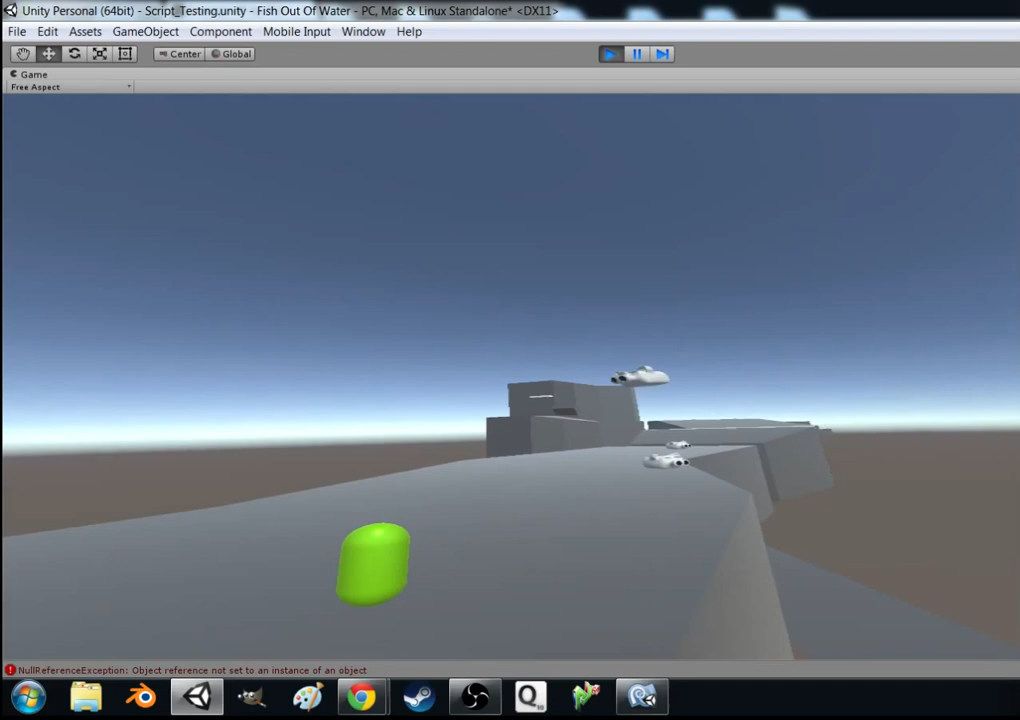 Unity Personal (64bit) - Script_Testing.unity - Fish Out Of Water - PC, Mac & Linux Standalone* <DX11>
File Edit Assets GameObject Component Mobile Input Window Help
Center Global
Game
Free Aspect
NullReferenceException: Object reference not set to an instance of an object
Q
10